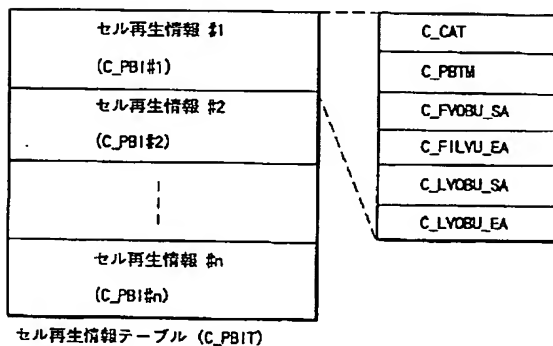 セル再生情報 #1
(C_PBI#1)
セル再生情報 #2
(C_PBI#2)
セル再生情報 #n
(C_PBI#n)
C_CAT
C_PBTM
C_FVOBU_SA
C_FILVU_EA
C_LVOBU_SA
C_LVOBU_EA
セル再生情報テーブル (C_PBIT)